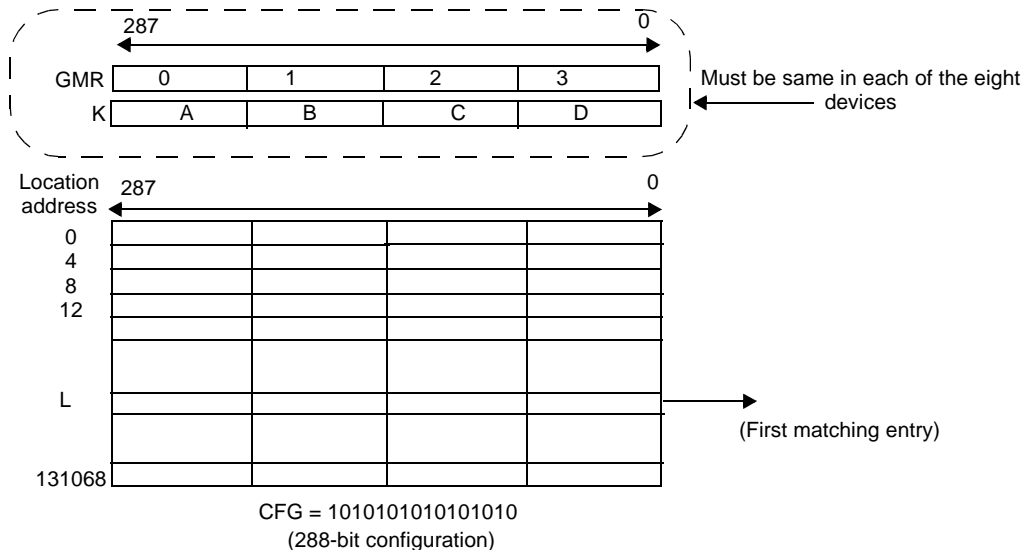 287 0
GMR 0 1 2 3
K A B C D
Must be same in each of the eight
devices
Location
address
287 0
0
4
8
12
L
(First matching entry)
131068
CFG = 1010101010101010
(288-bit configuration)